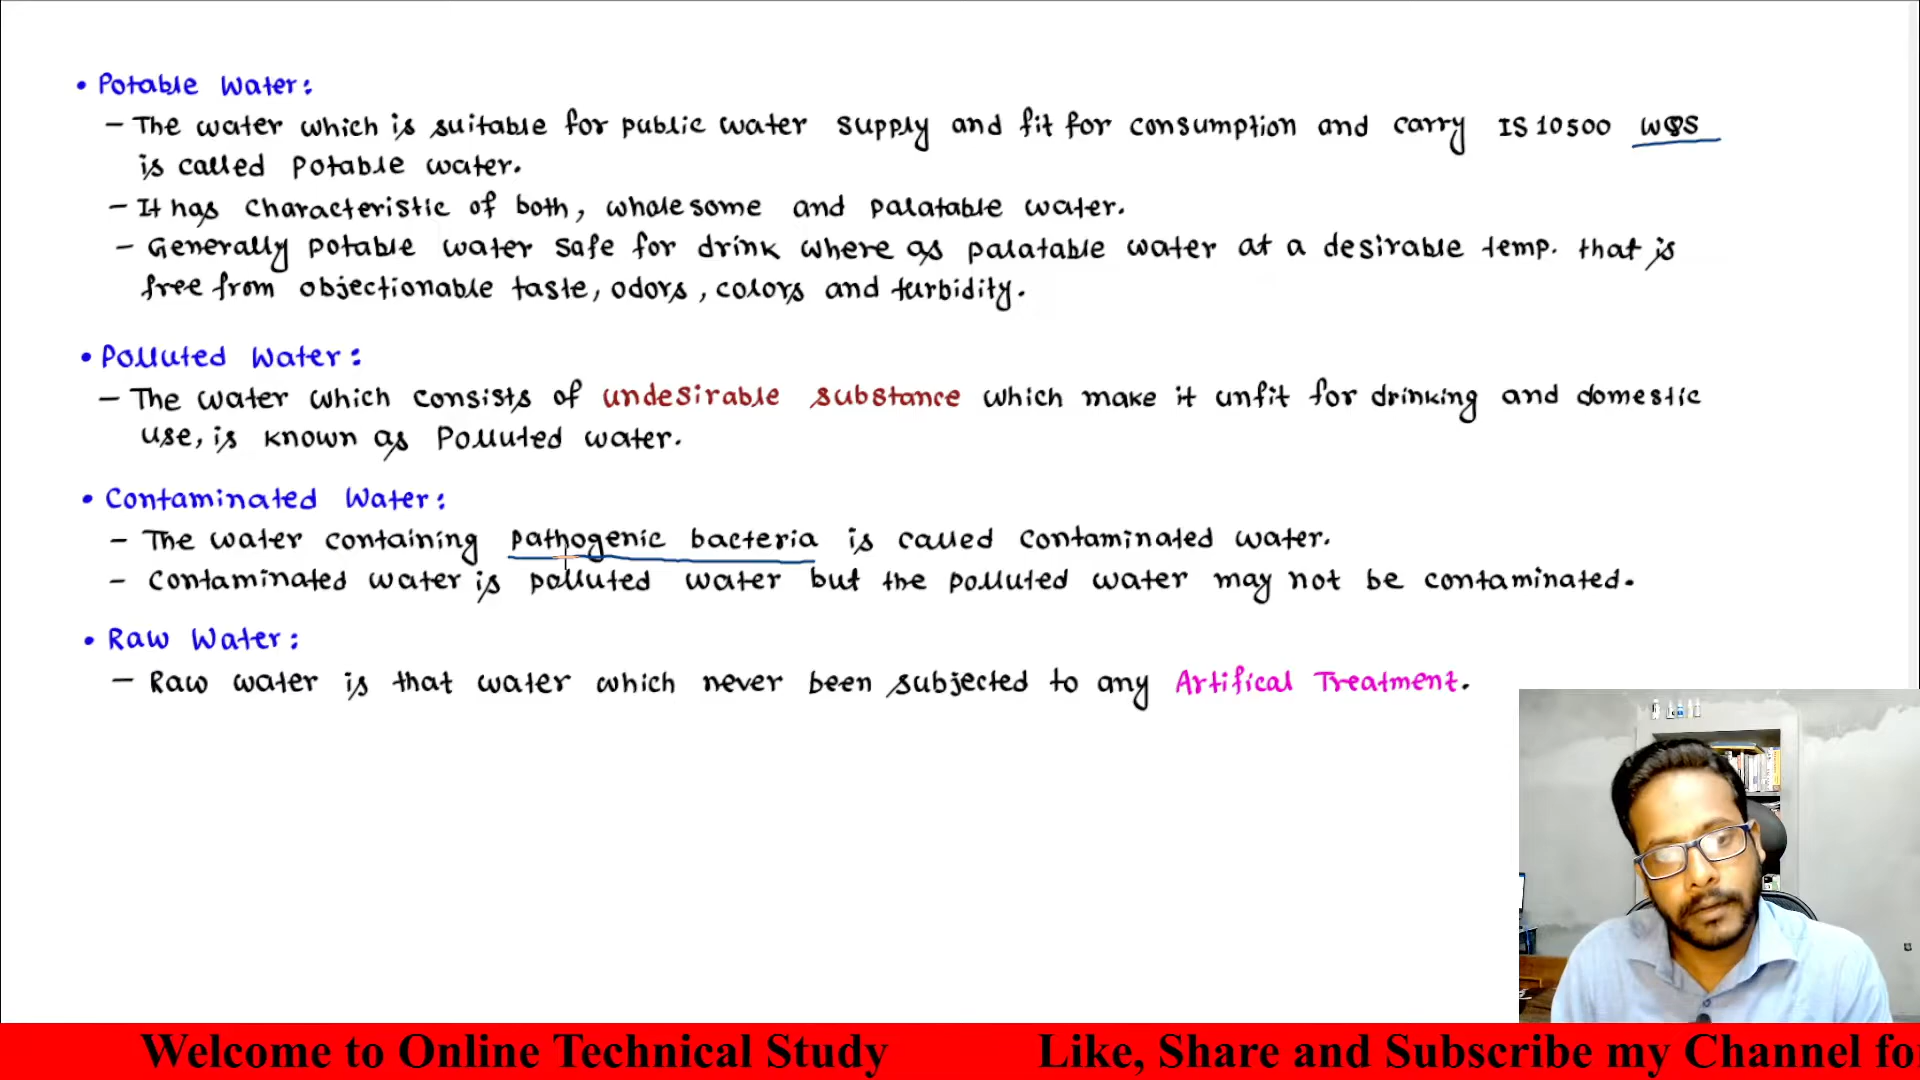 • Potable Water:
– The water which is suitable for public water supply and fit for consumption and carry IS 10500 WQS
is called Potable water.
– It has characteristic of both, wholesome and palatable water.
– Generally potable water safe for drink where as palatable water at a desirable temp. that is
free from objectionable taste, odors, colors and turbidity.
• Polluted Water:
– The water which consists of undesirable substance which make it unfit for drinking and domestic
use, is known as Polluted water.
• Contaminated Water:
– The water containing pathogenic bacteria is called contaminated water.
– Contaminated water is polluted water but the polluted water may not be contaminated.
• Raw Water:
– Raw water is that water which never been subjected to any Artifical Treatment.
Welcome to Online Technical Study Like, Share and Subscribe my Channel fo